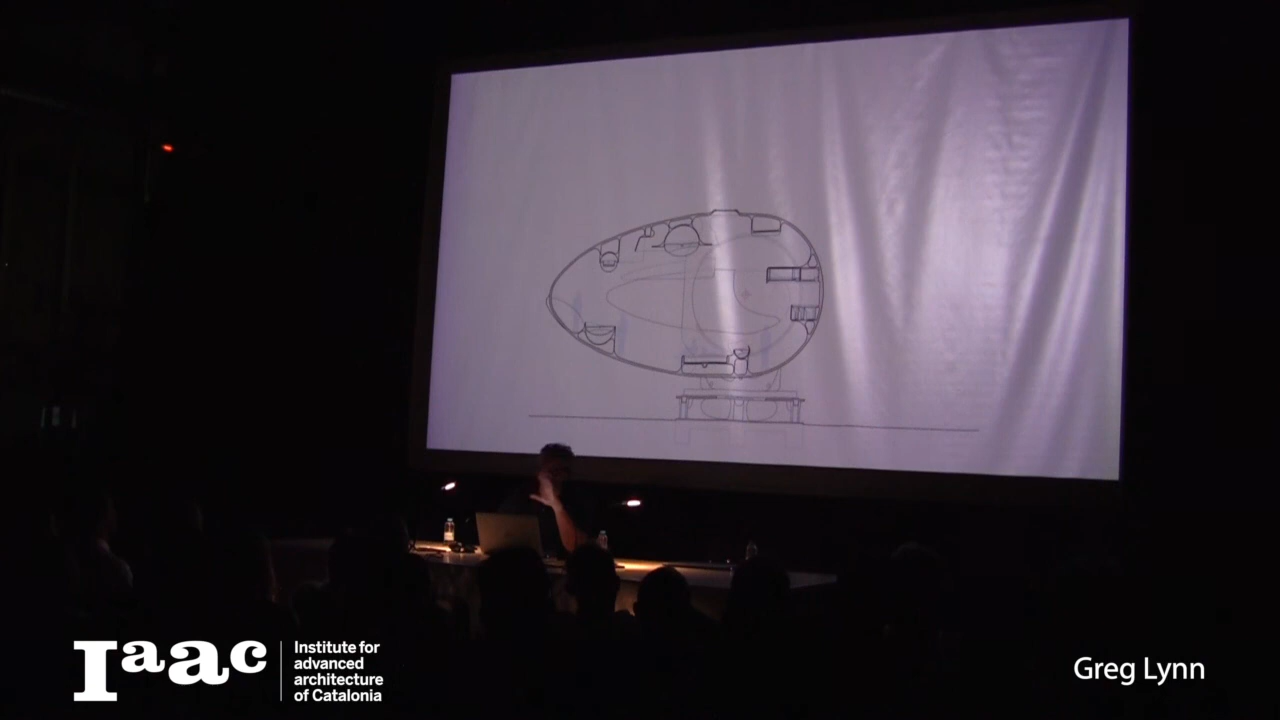 Iaac
Institute for
advanced
architecture
of Catalonia
Greg Lynn